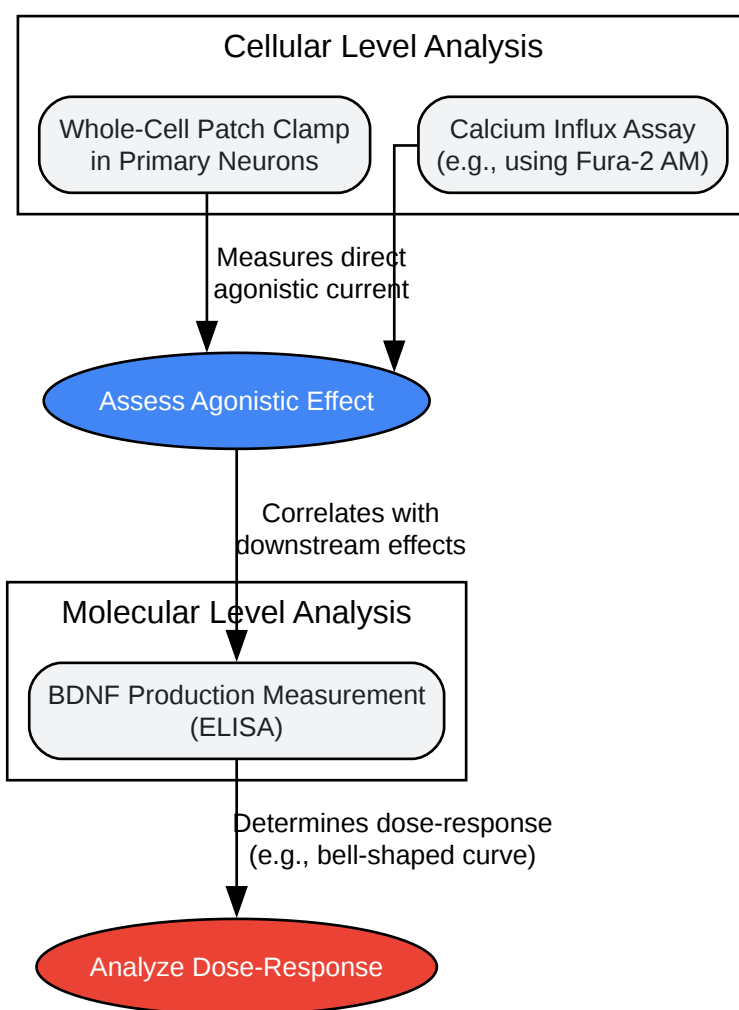 Cellular Level Analysis
Whole-Cell Patch Clamp
in Primary Neurons
Calcium Influx Assay
(e.g., using Fura-2 AM)
Measures direct
agonistic current
Assess Agonistic Effect
Correlates with
downstream effects
Molecular Level Analysis
BDNF Production Measurement
(ELISA)
Determines dose-response
(e.g., bell-shaped curve)
Analyze Dose-Response